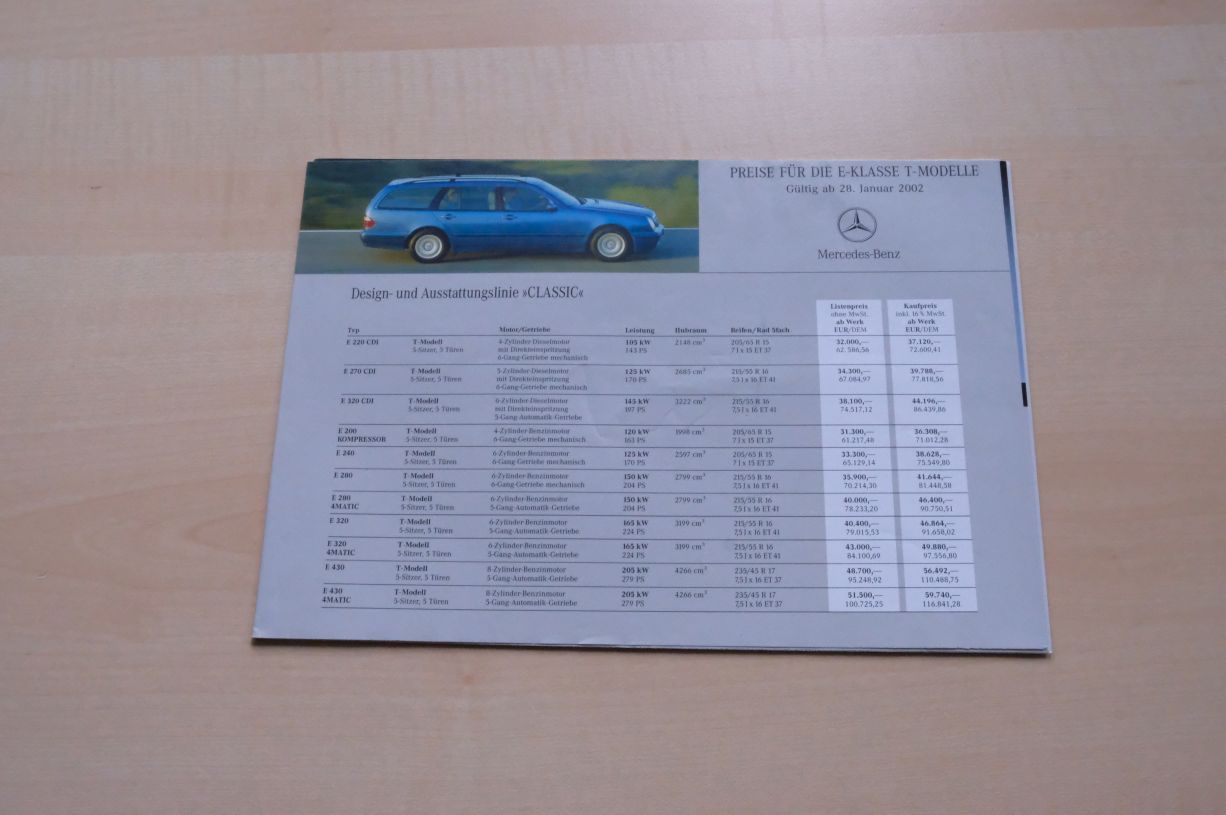 PREISE FÜR DIE E-KLASSE T-MODELLE
Gültig ab 28. Januar 2002
Mercedes-Benz
Design- und Ausstattungslinie »CLASSIC«
Listenpreis Kaufpreis
ohne MwSt. inkl. 16 % MwSt.
ab Werk ab Werk
Typ Motor/Getriebe Leistung Hubraum Reifen/Rad 5fach EUR/DEM EUR/DEM
E 220 CDI T-Modell 4-Zylinder-Dieselmotor 105 kW 2148 cm³ 205/65 R 15 32.000,— 37.120,—
5-Sitzer, 5 Türen mit Direkteinspritzung 143 PS 7 J x 15 ET 37 62.586,56 72.600,41
6-Gang-Getriebe mechanisch
E 270 CDI T-Modell 5-Zylinder-Dieselmotor 125 kW 2685 cm³ 215/55 R 16 34.300,— 39.788,—
5-Sitzer, 5 Türen mit Direkteinspritzung 170 PS 7,5 J x 16 ET 41 67.084,97 77.818,56
6-Gang-Getriebe mechanisch
E 320 CDI T-Modell 6-Zylinder-Dieselmotor 145 kW 3222 cm³ 215/55 R 16 38.100,— 44.196,—
5-Sitzer, 5 Türen mit Direkteinspritzung 197 PS 7,5 J x 16 ET 41 74.517,12 86.439,86
5-Gang-Automatik-Getriebe
E 200 T-Modell 4-Zylinder-Benzinmotor 120 kW 1998 cm³ 205/65 R 15 31.300,— 36.308,—
KOMPRESSOR 5-Sitzer, 5 Türen 6-Gang-Getriebe mechanisch 163 PS 7 J x 15 ET 37 61.217,48 71.012,28
E 240 T-Modell 6-Zylinder-Benzinmotor 125 kW 2597 cm³ 205/65 R 15 33.300,— 38.628,—
5-Sitzer, 5 Türen 6-Gang-Getriebe mechanisch 170 PS 7 J x 15 ET 37 65.129,14 75.549,80
E 280 T-Modell 6-Zylinder-Benzinmotor 150 kW 2799 cm³ 215/55 R 16 35.900,— 41.644,—
5-Sitzer, 5 Türen 6-Gang-Getriebe mechanisch 204 PS 7,5 J x 16 ET 41 70.214,30 81.448,58
E 280 T-Modell 6-Zylinder-Benzinmotor 150 kW 2799 cm³ 215/55 R 16 40.000,— 46.400,—
4MATIC 5-Sitzer, 5 Türen 5-Gang-Automatik-Getriebe 204 PS 7,5 J x 16 ET 41 78.233,20 90.750,51
E 320 T-Modell 6-Zylinder-Benzinmotor 165 kW 3199 cm³ 215/55 R 16 40.400,— 46.864,—
5-Sitzer, 5 Türen 5-Gang-Automatik-Getriebe 224 PS 7,5 J x 16 ET 41 79.015,53 91.658,02
E 320 T-Modell 6-Zylinder-Benzinmotor 165 kW 3199 cm³ 215/55 R 16 43.000,— 49.880,—
4MATIC 5-Sitzer, 5 Türen 5-Gang-Automatik-Getriebe 224 PS 7,5 J x 16 ET 41 84.100,69 97.556,80
E 430 T-Modell 8-Zylinder-Benzinmotor 205 kW 4266 cm³ 235/45 R 17 48.700,— 56.492,—
5-Sitzer, 5 Türen 5-Gang-Automatik-Getriebe 279 PS 7,5 J x 17 ET 37 95.248,92 110.488,75
E 430 T-Modell 8-Zylinder-Benzinmotor 205 kW 4266 cm³ 235/45 R 17 51.500,— 59.740,—
4MATIC 5-Sitzer, 5 Türen 5-Gang-Automatik-Getriebe 279 PS 7,5 J x 17 ET 37 100.725,25 116.841,28